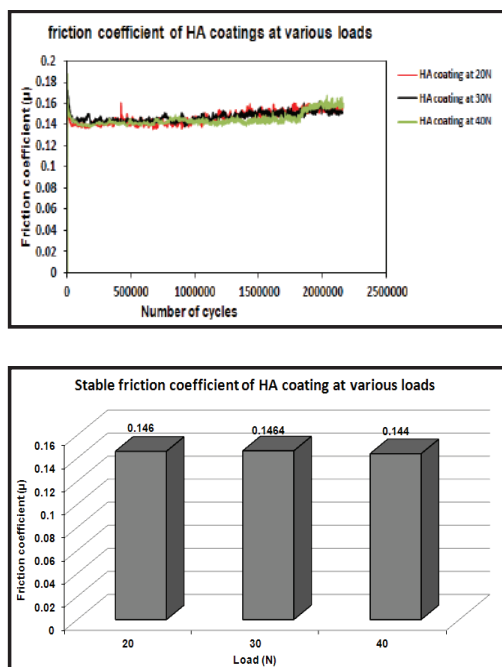 friction coefficient of HA coatings at various loads
Friction coefficient (µ)
0.2
0.18
0.16
0.14
0.12
0.1
0.08
0.06
0.04
0.02
0
0 500000 1000000 1500000 2000000 2500000
Number of cycles
HA coating at 20N
HA coating at 30N
HA coating at 40N
Stable friction coefficient of HA coating at various loads
Friction coefficient (µ)
0.16
0.14
0.12
0.1
0.08
0.06
0.04
0.02
0
0.146 0.1464 0.144
20 30 40
Load (N)